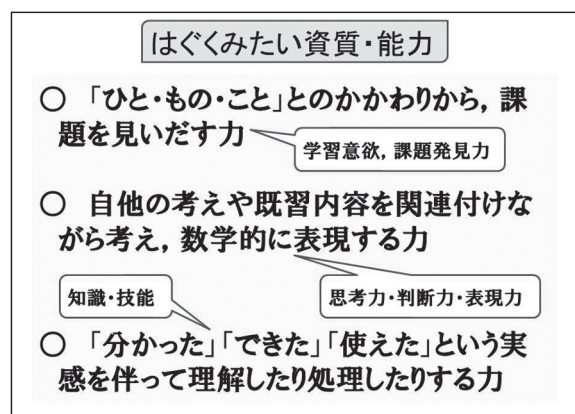 はぐくみたい資質・能力
○ 「ひと・もの・こと」とのかかわりから，課
題を見いだす力
学習意欲，課題発見力
○ 自他の考えや既習内容を関連付けな
がら考え，数学的に表現する力
知識・技能
思考力・判断力・表現力
○ 「分かった」「できた」「使えた」という実
感を伴って理解したり処理したりする力